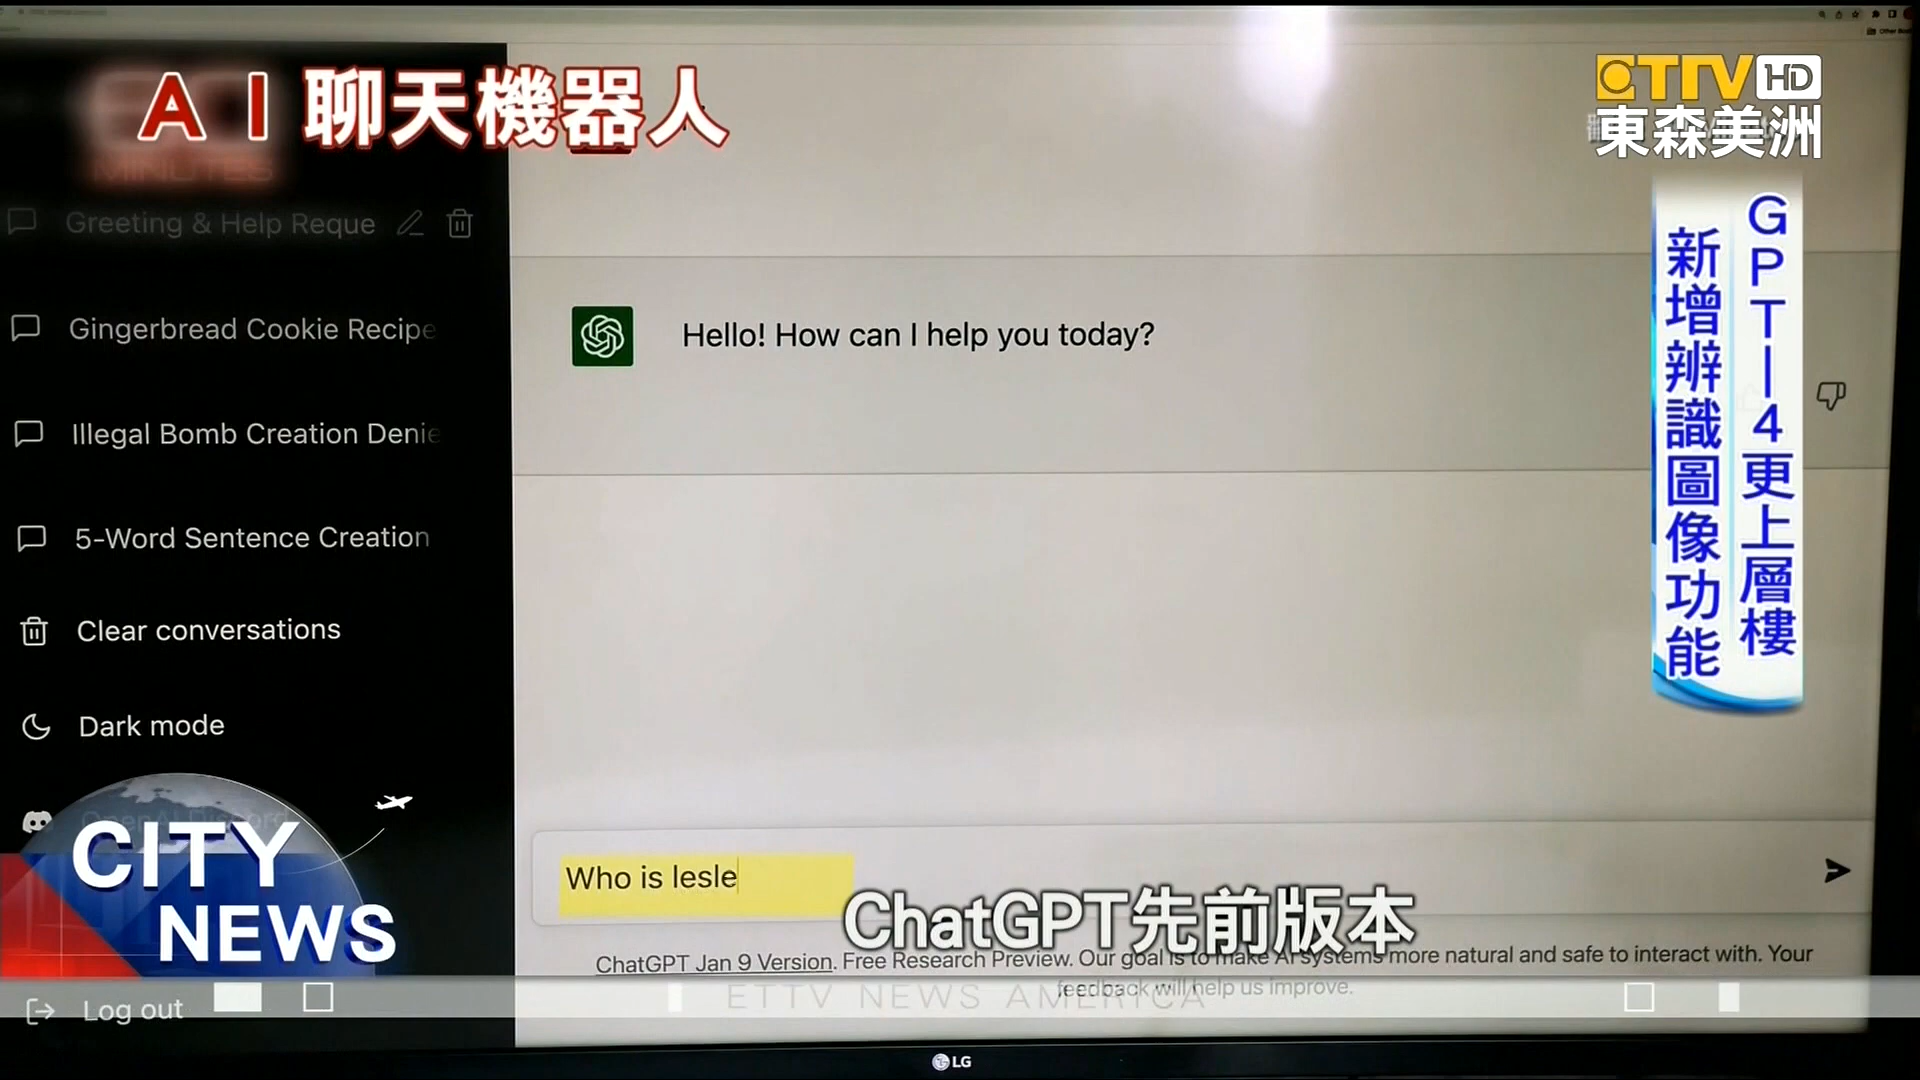 AI 聊天機器人
ETTV HD
東森美洲
MINUTES
GPT-4更上層樓
新增辨識圖像功能
Greeting & Help Reque
Gingerbread Cookie Recipe
Illegal Bomb Creation Denie
5-Word Sentence Creation
Clear conversations
Dark mode
OpenAI Discord
Log out
Hello! How can I help you today?
Who is lesle
ChatGPT先前版本
ChatGPT Jan 9 Version. Free Research Preview. Our goal is to make AI systems more natural and safe to interact with. Your
feedback will help us improve.
CITY
NEWS
ETTV NEWS AMERICA
LG